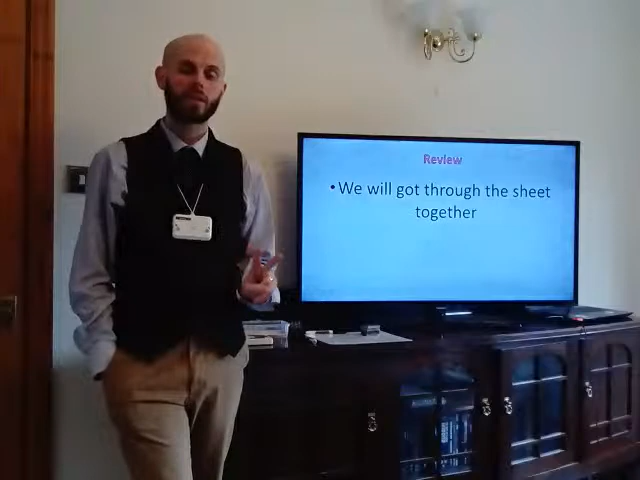 Review
• We will got through the sheet
together